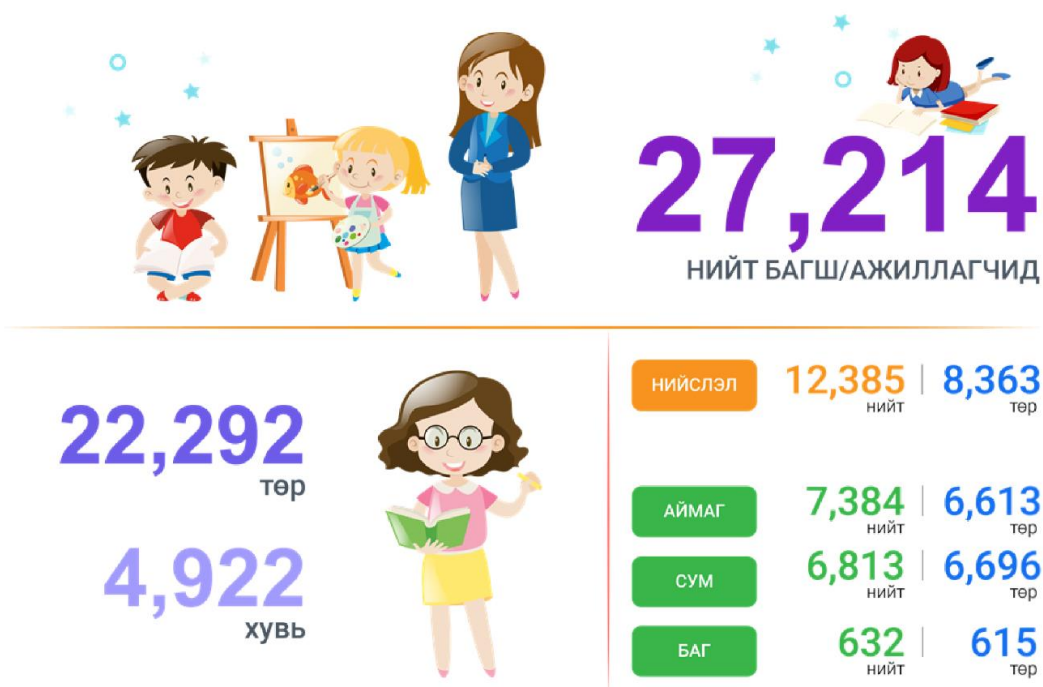 27,214
НИЙТ БАГШ/АЖИЛЛАГЧИД
22,292
төр
4,922
хувь
НИЙСЛЭЛ 12,385 8,363
нийт төр
АЙМАГ 7,384 6,613
нийт төр
СУМ 6,813 6,696
нийт төр
БАГ 632 615
нийт төр